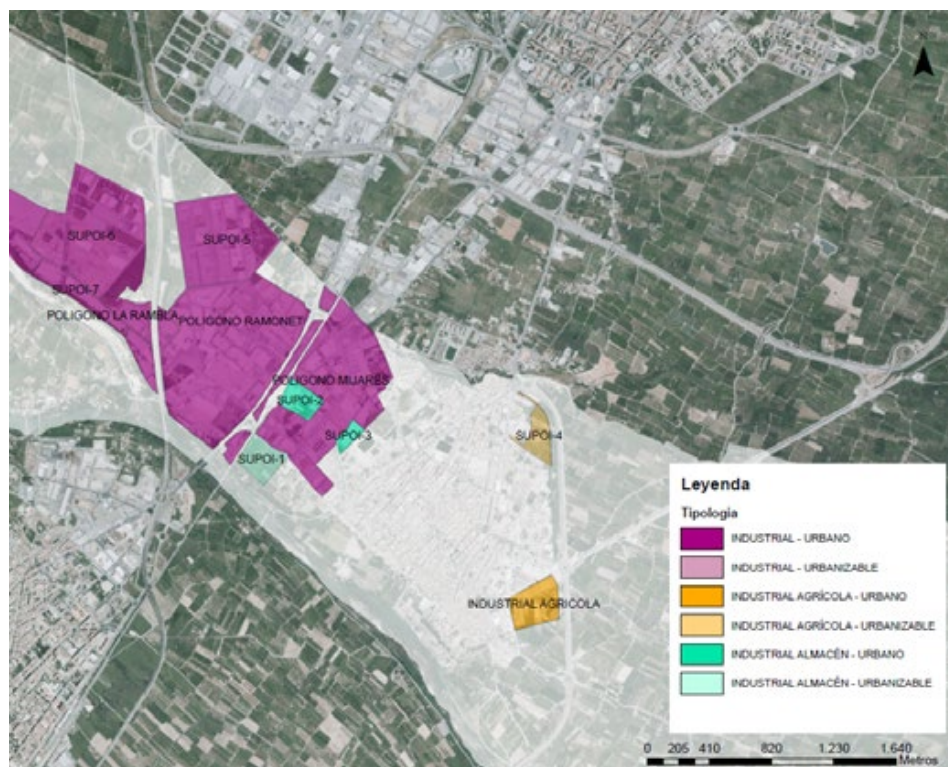 N
SUPOI-6
SUPOI-5
SUPOI-7
POLIGONO LA RAMBLA
POLIGONO RAMONET
POLIGONO MIJARES
SUPOI-2
SUPOI-3
SUPOI-4
SUPOI-1
INDUSTRIAL AGRICOLA
Leyenda
Tipología
INDUSTRIAL - URBANO
INDUSTRIAL - URBANIZABLE
INDUSTRIAL AGRÍCOLA - URBANO
INDUSTRIAL AGRÍCOLA - URBANIZABLE
INDUSTRIAL ALMACÉN - URBANO
INDUSTRIAL ALMACÉN - URBANIZABLE
0 205 410 820 1.230 1.640
Metros